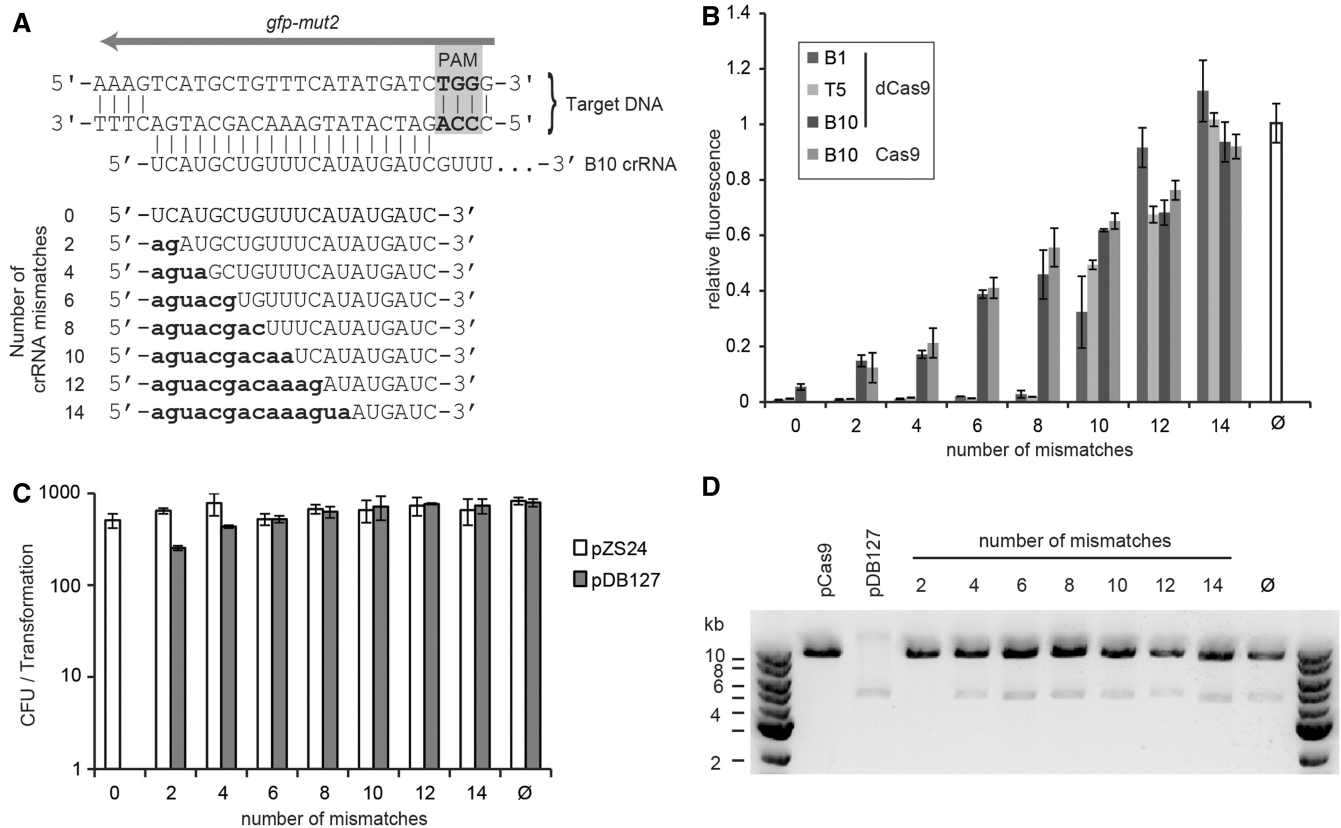 A
gfp-mut2
PAM
5'-AAAGTCATGCTGTTTCATATGATCTGGG-3'
3'-TTTCAGTACGACAAAGTATACTAGACCC-5'
Target DNA
5'-UCAUGCUGUUUCAUAUGAUCGUUU...-3' B10 crRNA
Number of
crRNA mismatches
0 5'-UCAUGCUGUUUCAUAUGAUC-3'
2 5'-agAUGCUGUUUCAUAUGAUC-3'
4 5'-aguaGCUGUUUCAUAUGAUC-3'
6 5'-aguacgUGUUUCAUAUGAUC-3'
8 5'-aguacgacUUUCAUAUGAUC-3'
10 5'-aguacgacaaUCAUAUGAUC-3'
12 5'-aguacgacaaagAUAUGAUC-3'
14 5'-aguacgacaaaguaAUGAUC-3'
B
relative fluorescence
1.4
1.2
1
0.8
0.6
0.4
0.2
0
B1
T5
B10
dCas9
B10 Cas9
0 2 4 6 8 10 12 14 Ø
number of mismatches
C
CFU / Transformation
1000
100
10
1
pZS24
pDB127
0 2 4 6 8 10 12 14 Ø
number of mismatches
D
pCas9
pDB127
number of mismatches
2 4 6 8 10 12 14 Ø
kb
10
8
6
4
2